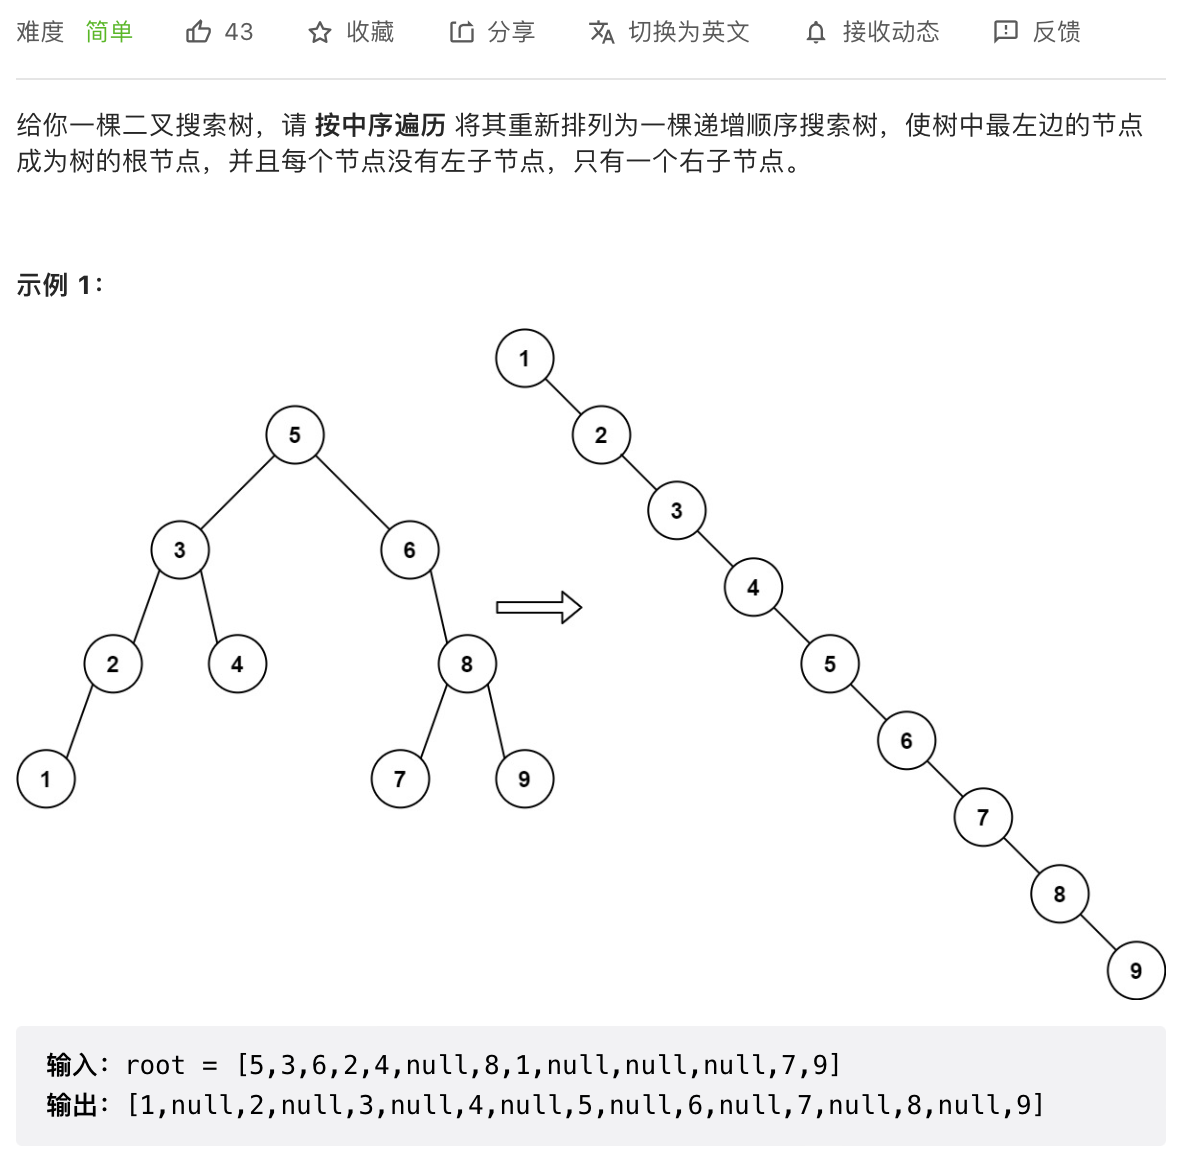 难度 简单 43 收藏 分享 切换为英文 接收动态 反馈
给你一棵二叉搜索树，请 按中序遍历 将其重新排列为一棵递增顺序搜索树，使树中最左边的节点
成为树的根节点，并且每个节点没有左子节点，只有一个右子节点。
示例 1：
1
5 2
3
3 6
4
2 4 8 5
6
1 7 9
7
8
9
输入：root = [5,3,6,2,4,null,8,1,null,null,null,7,9]
输出：[1,null,2,null,3,null,4,null,5,null,6,null,7,null,8,null,9]